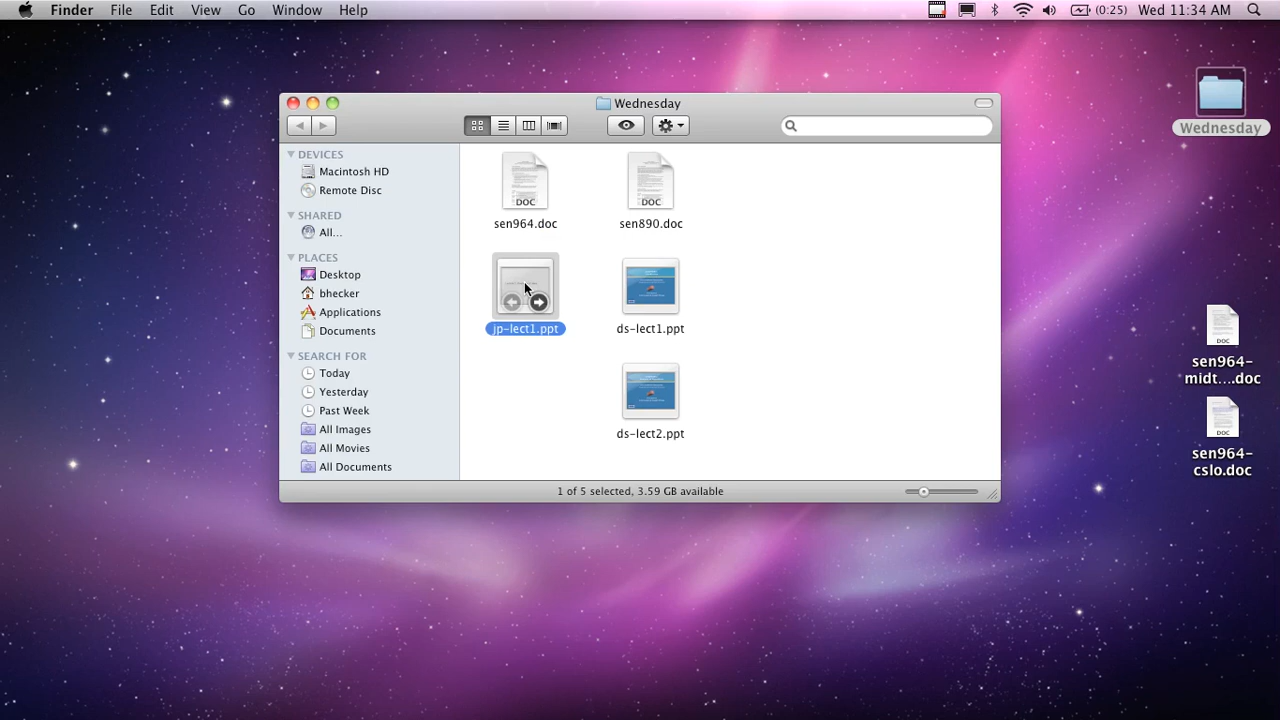 Finder File Edit View Go Window Help (0:25) Wed 11:34 AM
Wednesday
Wednesday
DEVICES
Macintosh HD
Remote Disc
SHARED
All...
PLACES
Desktop
bhecker
Applications
Documents
SEARCH FOR
Today
Yesterday
Past Week
All Images
All Movies
All Documents
DOC
sen964.doc
DOC
sen890.doc
jp-lect1.ppt
ds-lect1.ppt
ds-lect2.ppt
1 of 5 selected, 3.59 GB available
DOC
sen964-
midt....doc
DOC
sen964-
cslo.doc